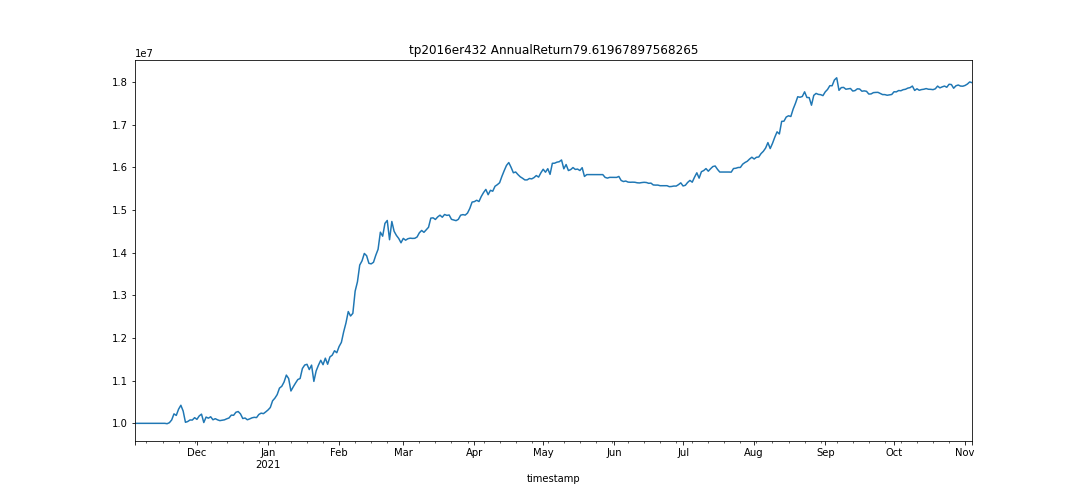 tp2016er432 AnnualReturn79.61967897568265
1e7
1.8
1.7
1.6
1.5
1.4
1.3
1.2
1.1
1.0
Dec Jan Feb Mar Apr May Jun Jul Aug Sep Oct Nov
2021
timestamp